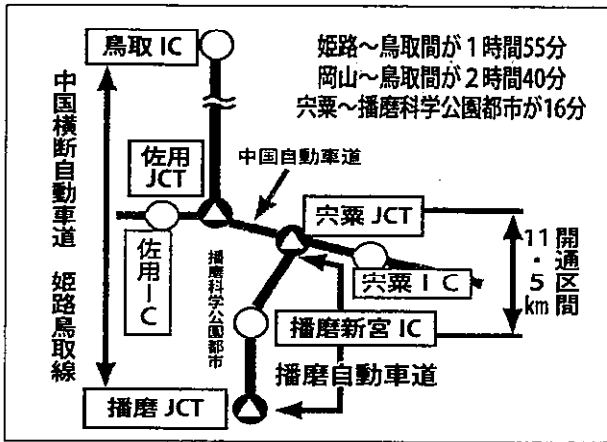 鳥取 IC
姫路～鳥取間が1時間55分
岡山～鳥取間が2時間40分
宍粟～播磨科学公園都市が16分
中国横断自動車道 姫路鳥取線
佐用
JCT
中国自動車道
宍粟 JCT
佐用IC
宍粟 I C
開通区間
11・5km
播磨科学公園都市
播磨新宮 IC
播磨自動車道
播磨 JCT